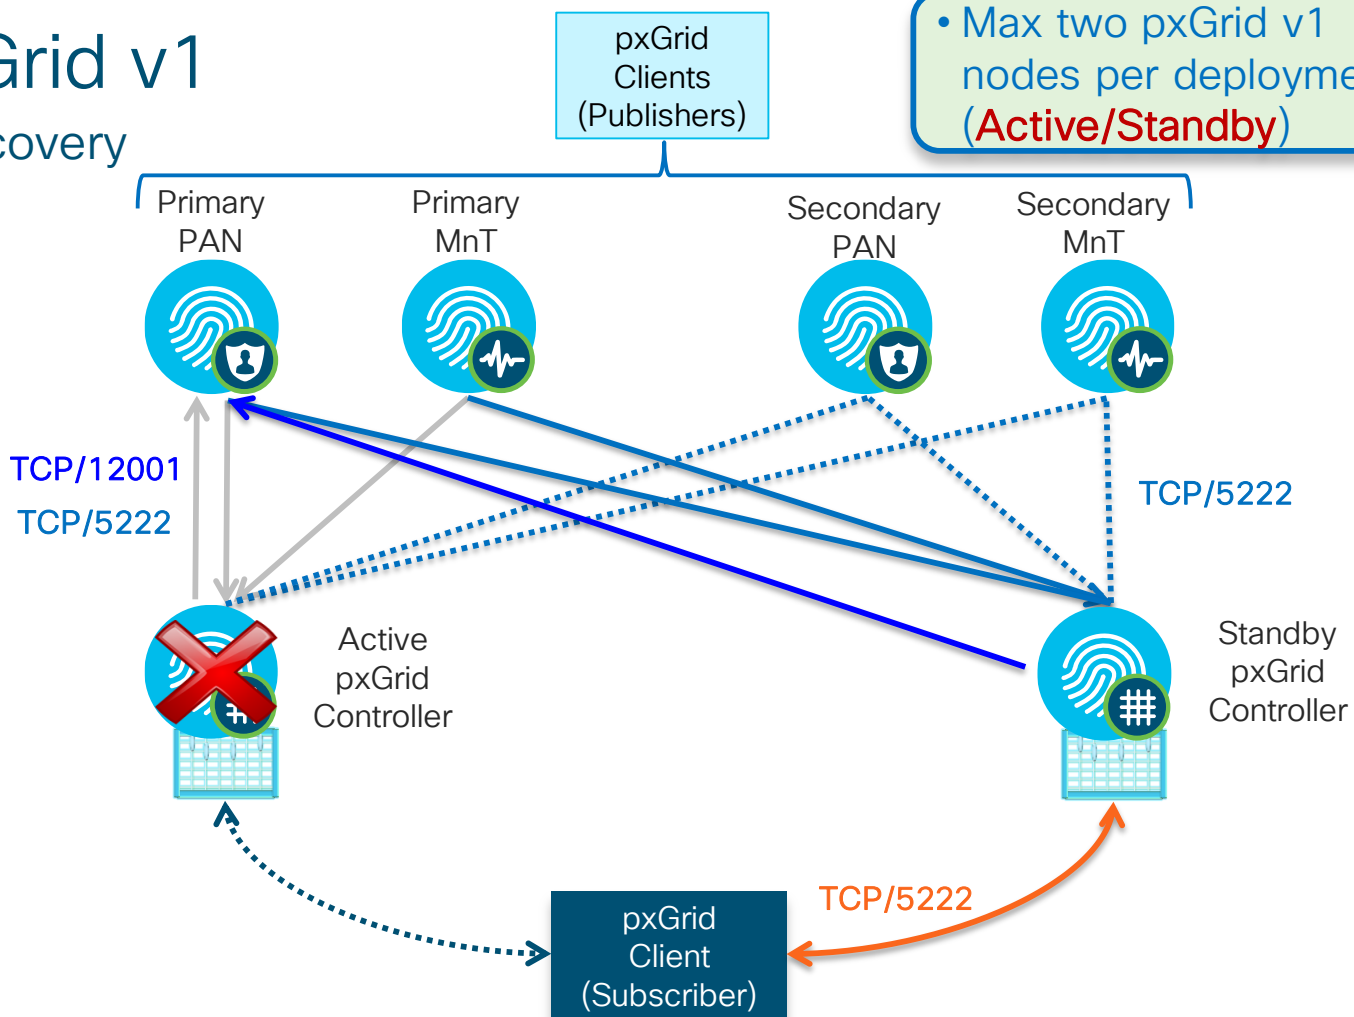 Grid v1
covery
pxGrid
Clients
(Publishers)
• Max two pxGrid v1
nodes per deployme
(Active/Standby)
Primary
PAN
Primary
MnT
Secondary
PAN
Secondary
MnT
TCP/12001
TCP/5222
TCP/5222
Active
pxGrid
Controller
Standby
pxGrid
Controller
TCP/5222
pxGrid
Client
(Subscriber)